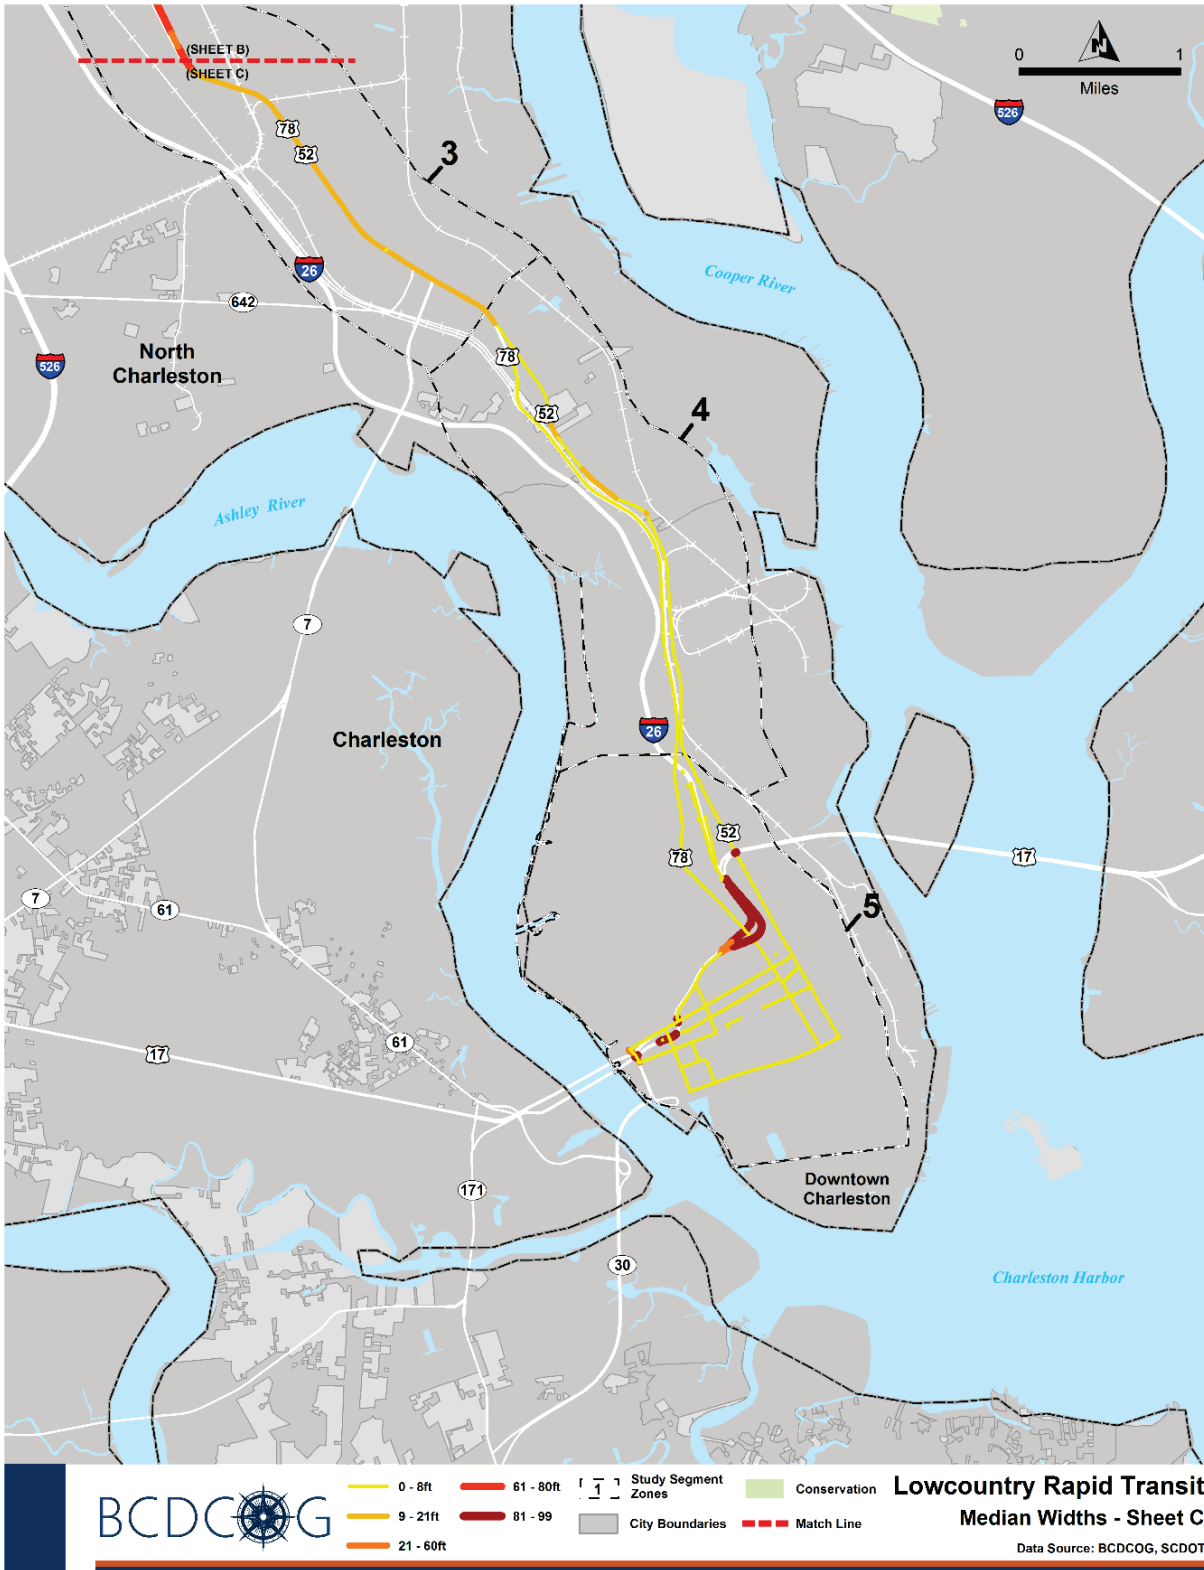 (SHEET B)
(SHEET C)
N
0 1
Miles
526
78
52
3
Cooper River
26
642
North
Charleston
526
78
52
4
Ashley River
7
26
Charleston
52
78
17
7
61
5
61
17
Downtown
Charleston
171
30
Charleston Harbor
BCDCOG
0 - 8ft
9 - 21ft
21 - 60ft
61 - 80ft
81 - 99
1
Study Segment
Zones
City Boundaries
Conservation
Match Line
Lowcountry Rapid Transit
Median Widths - Sheet C
Data Source: BCDCOG, SCDOT